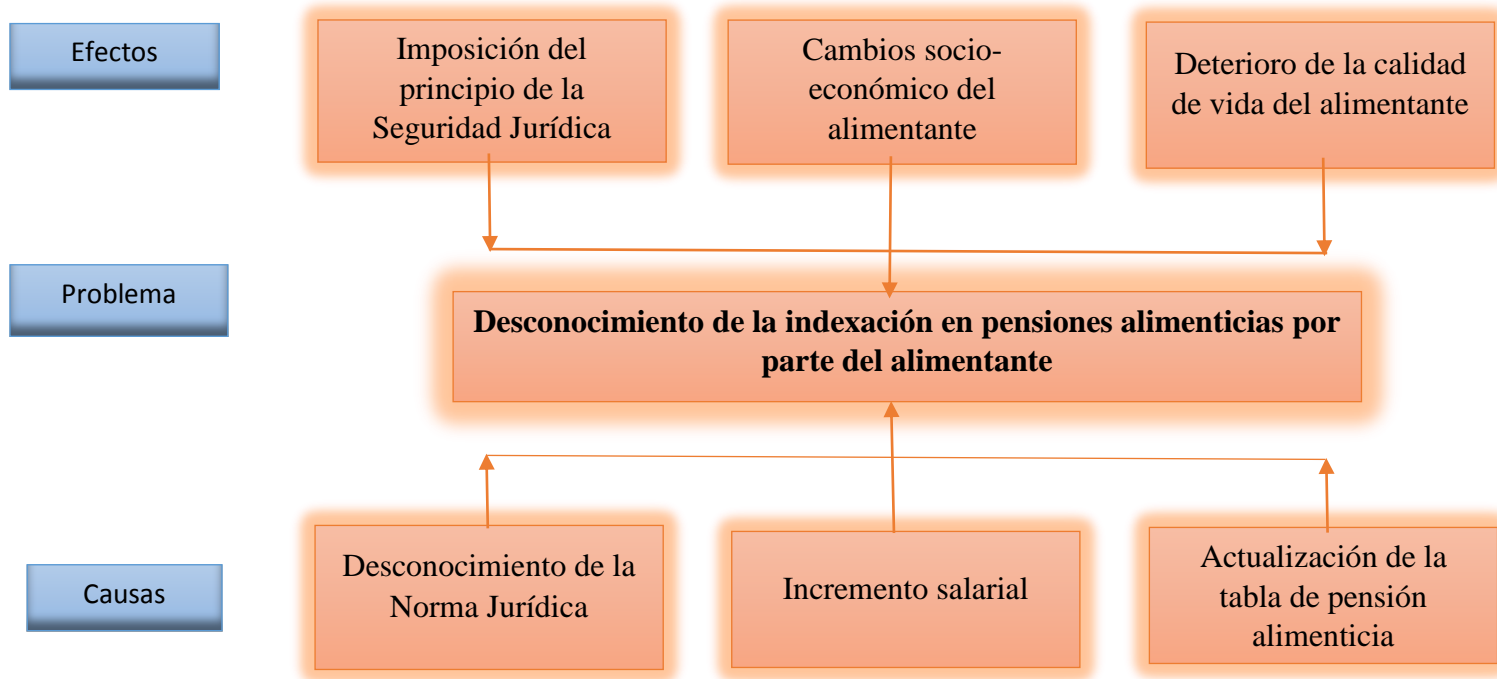 Efectos
Imposición del
principio de la
Seguridad Jurídica
Cambios socio-
económico del
alimentante
Deterioro de la calidad
de vida del alimentante
Problema
Desconocimiento de la indexación en pensiones alimenticias por
parte del alimentante
Causas
Desconocimiento de la
Norma Jurídica
Incremento salarial
Actualización de la
tabla de pensión
alimenticia